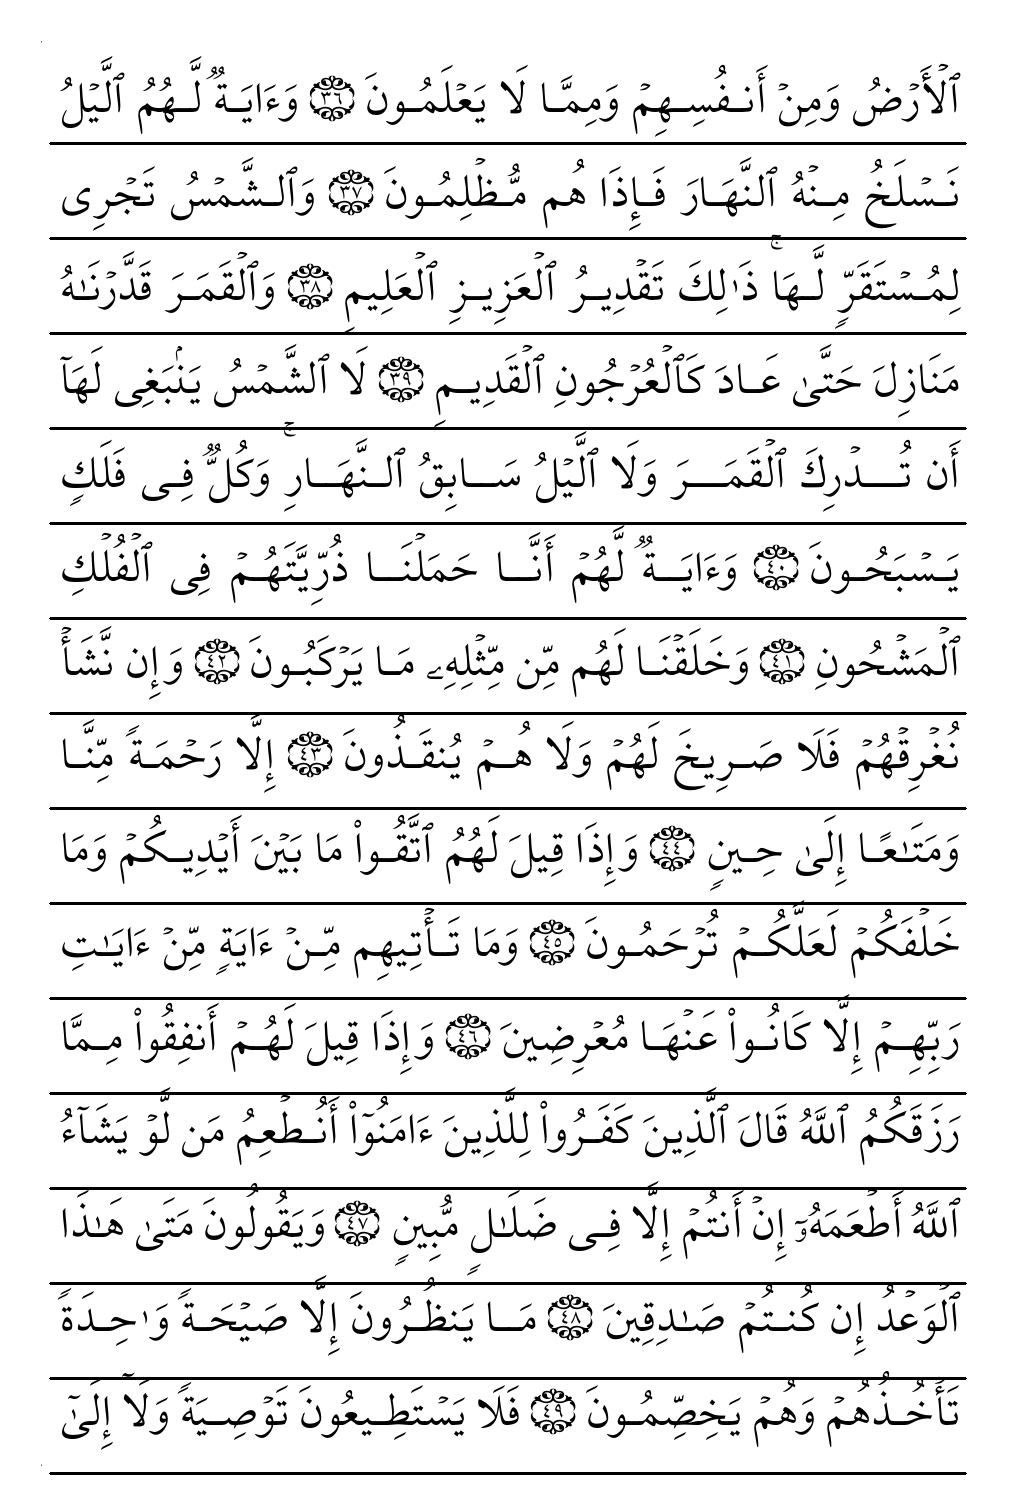 ٱلۡأَرۡضُ وَمِنۡ أَنفُسِهِمۡ وَمِمَّا لَا يَعۡلَمُونَ ٣٦ وَءَايَةٞ لَّهُمُ ٱلَّيۡلُ
نَسۡلَخُ مِنۡهُ ٱلنَّهَارَ فَإِذَا هُم مُّظۡلِمُونَ ٣٧ وَٱلشَّمۡسُ تَجۡرِي
لِمُسۡتَقَرّٖ لَّهَاۚ ذَٰلِكَ تَقۡدِيرُ ٱلۡعَزِيزِ ٱلۡعَلِيمِ ٣٨ وَٱلۡقَمَرَ قَدَّرۡنَٰهُ
مَنَازِلَ حَتَّىٰ عَادَ كَٱلۡعُرۡجُونِ ٱلۡقَدِيمِ ٣٩ لَا ٱلشَّمۡسُ يَنۢبَغِي لَهَآ
أَن تُدۡرِكَ ٱلۡقَمَرَ وَلَا ٱلَّيۡلُ سَابِقُ ٱلنَّهَارِۚ وَكُلّٞ فِي فَلَكٖ
يَسۡبَحُونَ ٤٠ وَءَايَةٞ لَّهُمۡ أَنَّا حَمَلۡنَا ذُرِّيَّتَهُمۡ فِي ٱلۡفُلۡكِ
ٱلۡمَشۡحُونِ ٤١ وَخَلَقۡنَا لَهُم مِّن مِّثۡلِهِۦ مَا يَرۡكَبُونَ ٤٢ وَإِن نَّشَأۡ
نُغۡرِقۡهُمۡ فَلَا صَرِيخَ لَهُمۡ وَلَا هُمۡ يُنقَذُونَ ٤٣ إِلَّا رَحۡمَةٗ مِّنَّا
وَمَتَٰعًا إِلَىٰ حِينٖ ٤٤ وَإِذَا قِيلَ لَهُمُ ٱتَّقُواْ مَا بَيۡنَ أَيۡدِيكُمۡ وَمَا
خَلۡفَكُمۡ لَعَلَّكُمۡ تُرۡحَمُونَ ٤٥ وَمَا تَأۡتِيهِم مِّنۡ ءَايَةٖ مِّنۡ ءَايَٰتِ
رَبِّهِمۡ إِلَّا كَانُواْ عَنۡهَا مُعۡرِضِينَ ٤٦ وَإِذَا قِيلَ لَهُمۡ أَنفِقُواْ مِمَّا
رَزَقَكُمُ ٱللَّهُ قَالَ ٱلَّذِينَ كَفَرُواْ لِلَّذِينَ ءَامَنُوٓاْ أَنُطۡعِمُ مَن لَّوۡ يَشَآءُ
ٱللَّهُ أَطۡعَمَهُۥٓ إِنۡ أَنتُمۡ إِلَّا فِي ضَلَٰلٖ مُّبِينٖ ٤٧ وَيَقُولُونَ مَتَىٰ هَٰذَا
ٱلۡوَعۡدُ إِن كُنتُمۡ صَٰدِقِينَ ٤٨ مَا يَنظُرُونَ إِلَّا صَيۡحَةٗ وَٰحِدَةٗ
تَأۡخُذُهُمۡ وَهُمۡ يَخِصِّمُونَ ٤٩ فَلَا يَسۡتَطِيعُونَ تَوۡصِيَةٗ وَلَآ إِلَىٰٓ